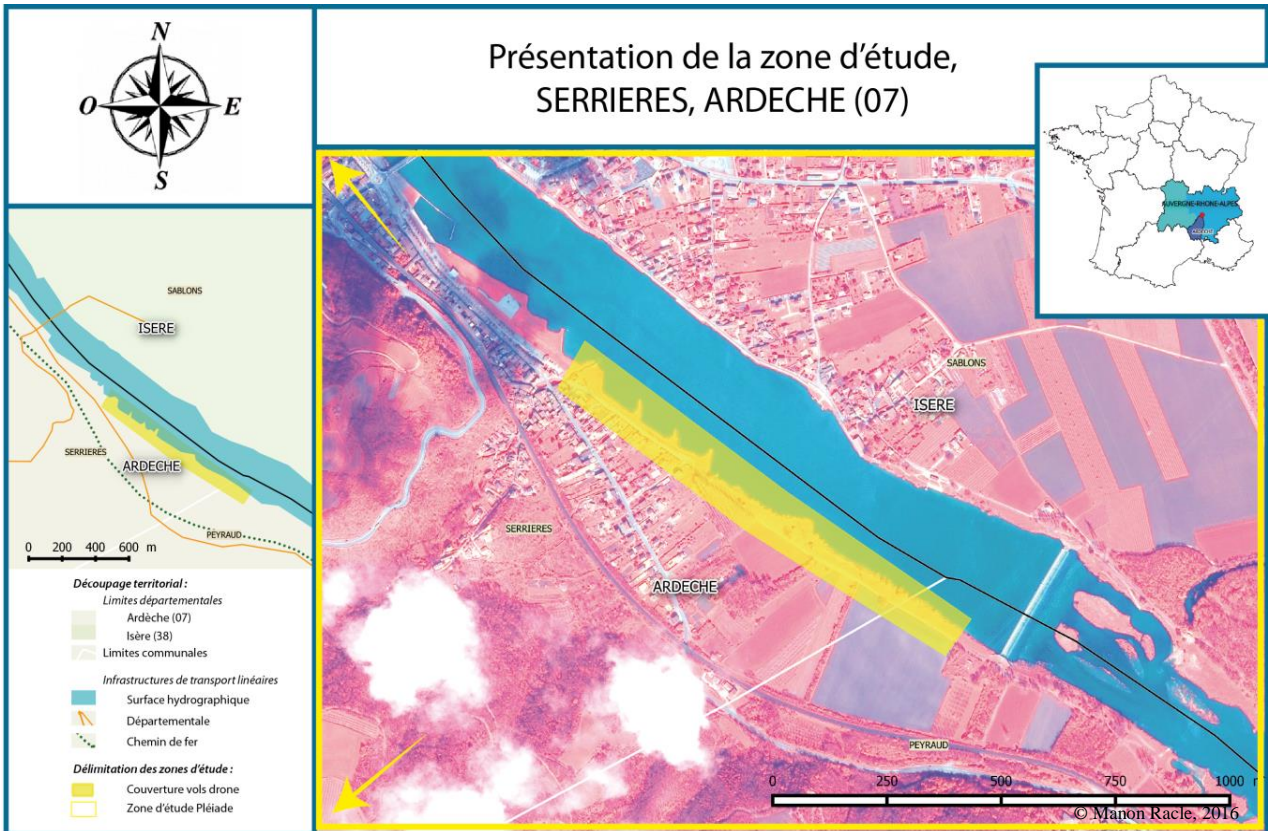 N
O
E
S
Présentation de la zone d'étude,
SERRIERES, ARDECHE (07)
AUVERGNE-RHONE-ALPES
ARDECHE
SABLONS
ISERE
SERRIERES
ARDECHE
PEYRAUD
0 200 400 600 m
Découpage territorial :
Limites départementales
Ardèche (07)
Isère (38)
Limites communales
Infrastructures de transport linéaires
Surface hydrographique
Départementale
Chemin de fer
Délimitation des zones d'étude :
Couverture vols drone
Zone d'étude Pléiade
SABLONS
ISERE
SERRIERES
ARDECHE
PEYRAUD
0 250 500 750 1000 m
© Manon Racle, 2016